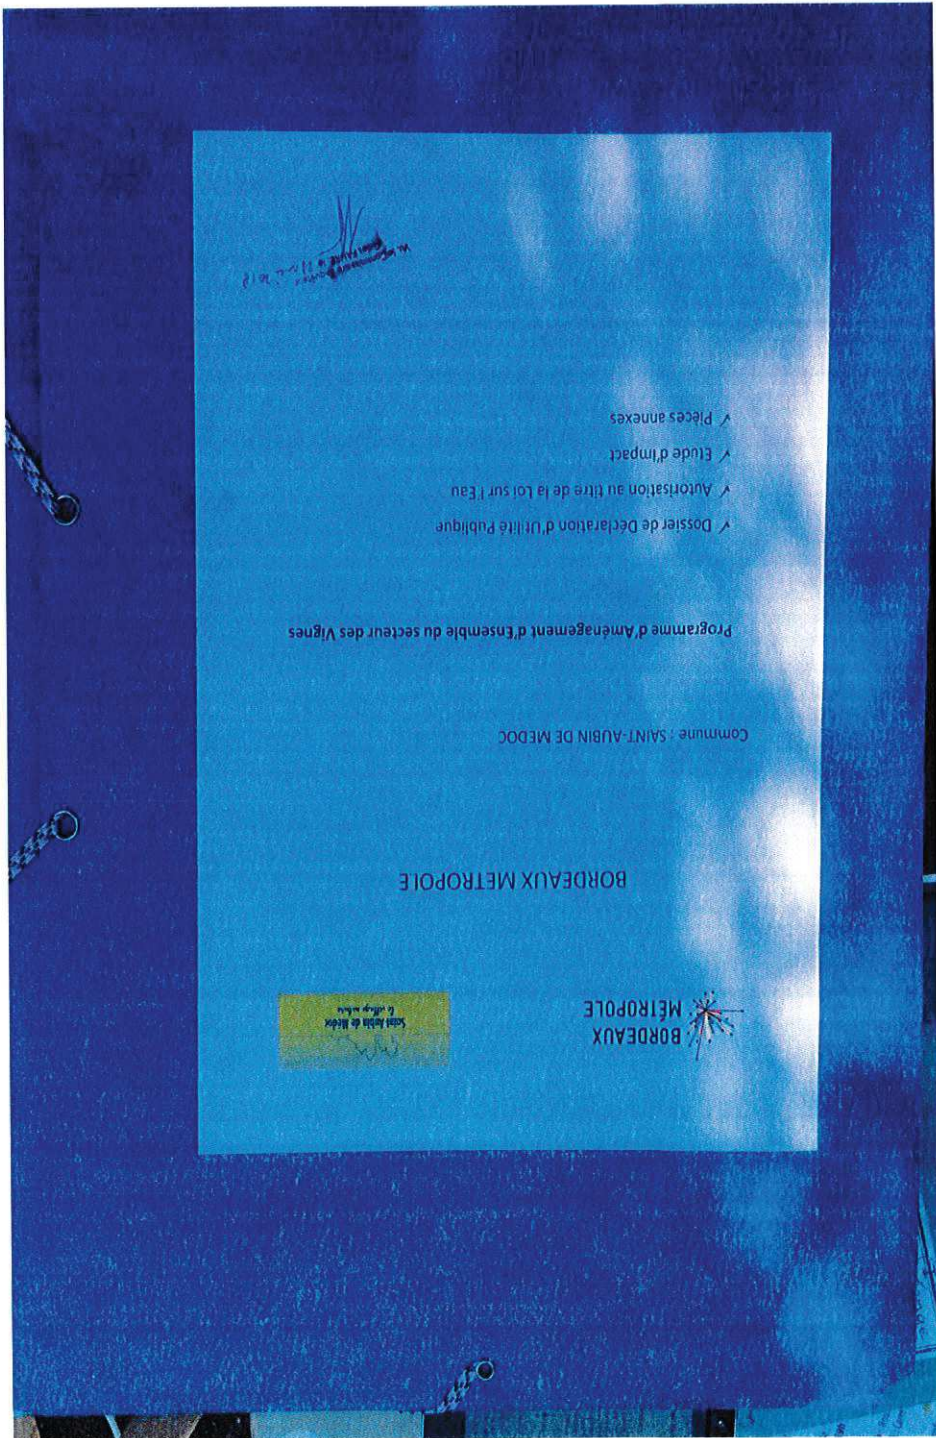 BORDEAUX
MÉTROPOLE
Saint Aubin de Médoc
BORDEAUX METROPOLE
Commune : SAINT-AUBIN DE MEDOC
Programme d'Aménagement d'Ensemble du secteur des Vignes
✓ Dossier de Déclaration d'Utilité Publique
✓ Autorisation au titre de la Loi sur l'Eau
✓ Etude d'impact
✓ Pièces annexes